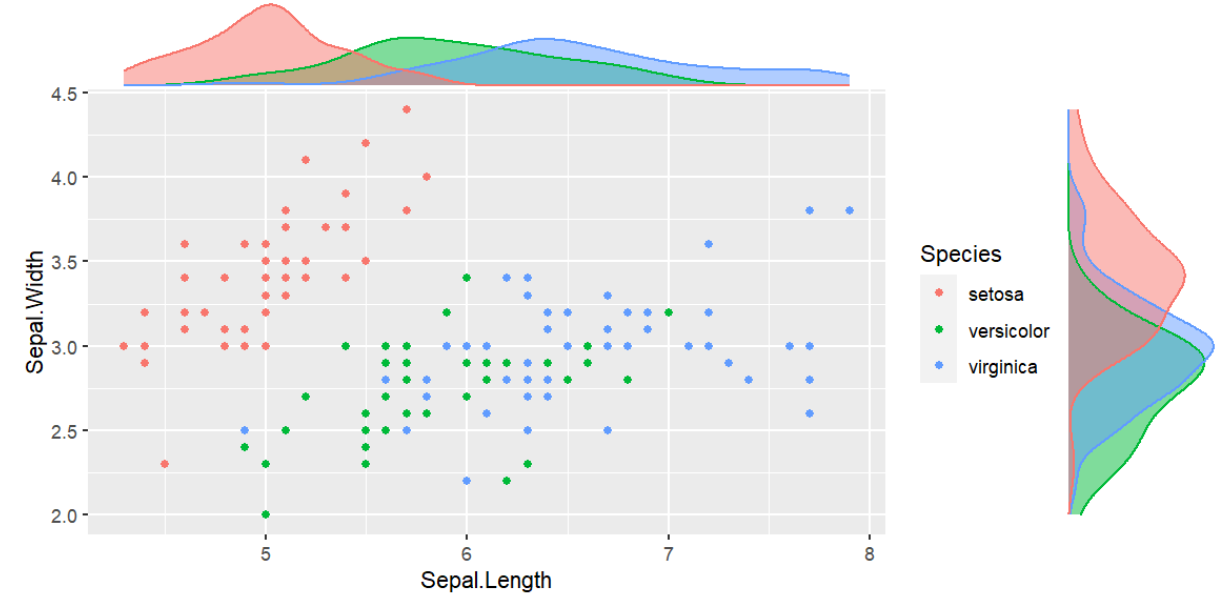 4.5
4.0
3.5
3.0
2.5
2.0
Sepal.Width
5 6 7 8
Sepal.Length
Species
setosa
versicolor
virginica